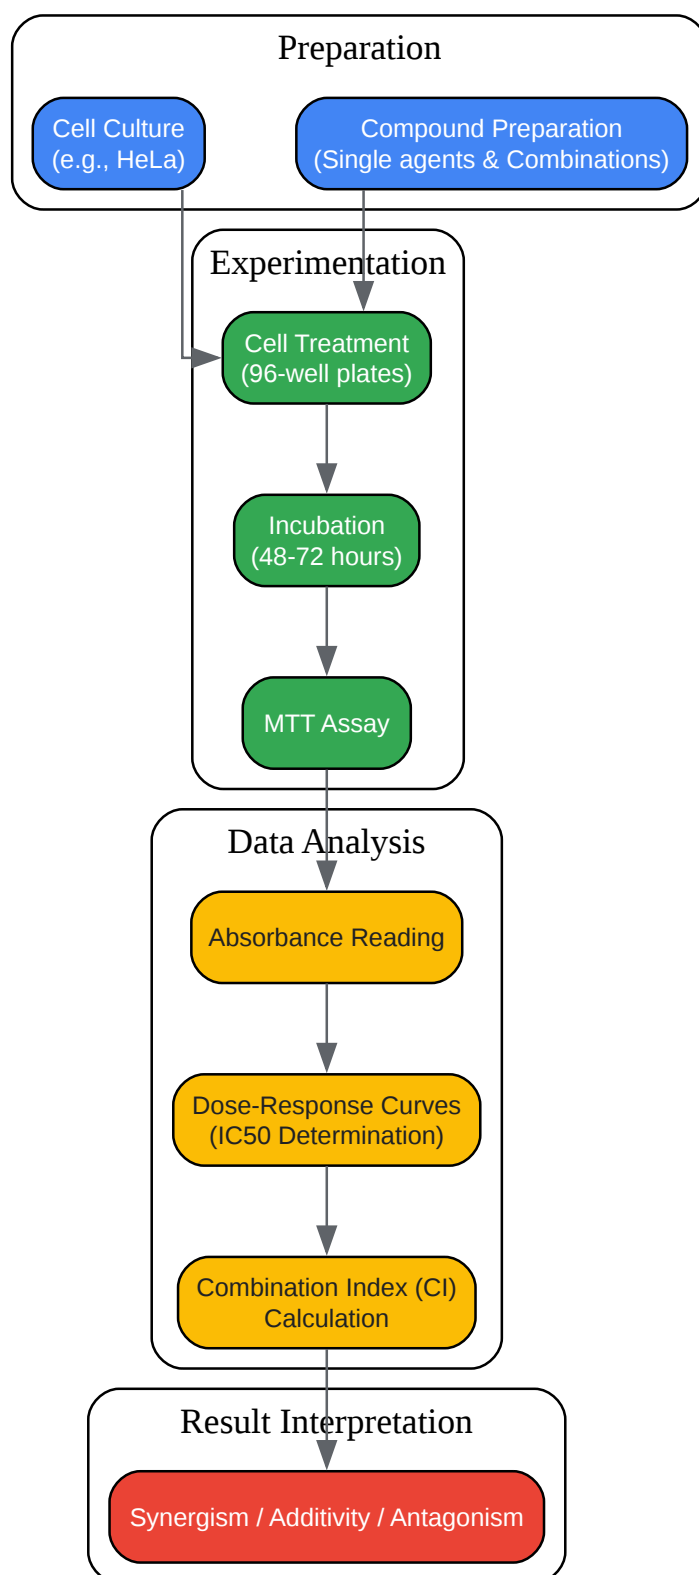 Preparation
Cell Culture
(e.g., HeLa)
Compound Preparation
(Single agents & Combinations)
Experimentation
Cell Treatment
(96-well plates)
Incubation
(48-72 hours)
MTT Assay
Data Analysis
Absorbance Reading
Dose-Response Curves
(IC50 Determination)
Combination Index (CI)
Calculation
Result Interpretation
Synergism / Additivity / Antagonism